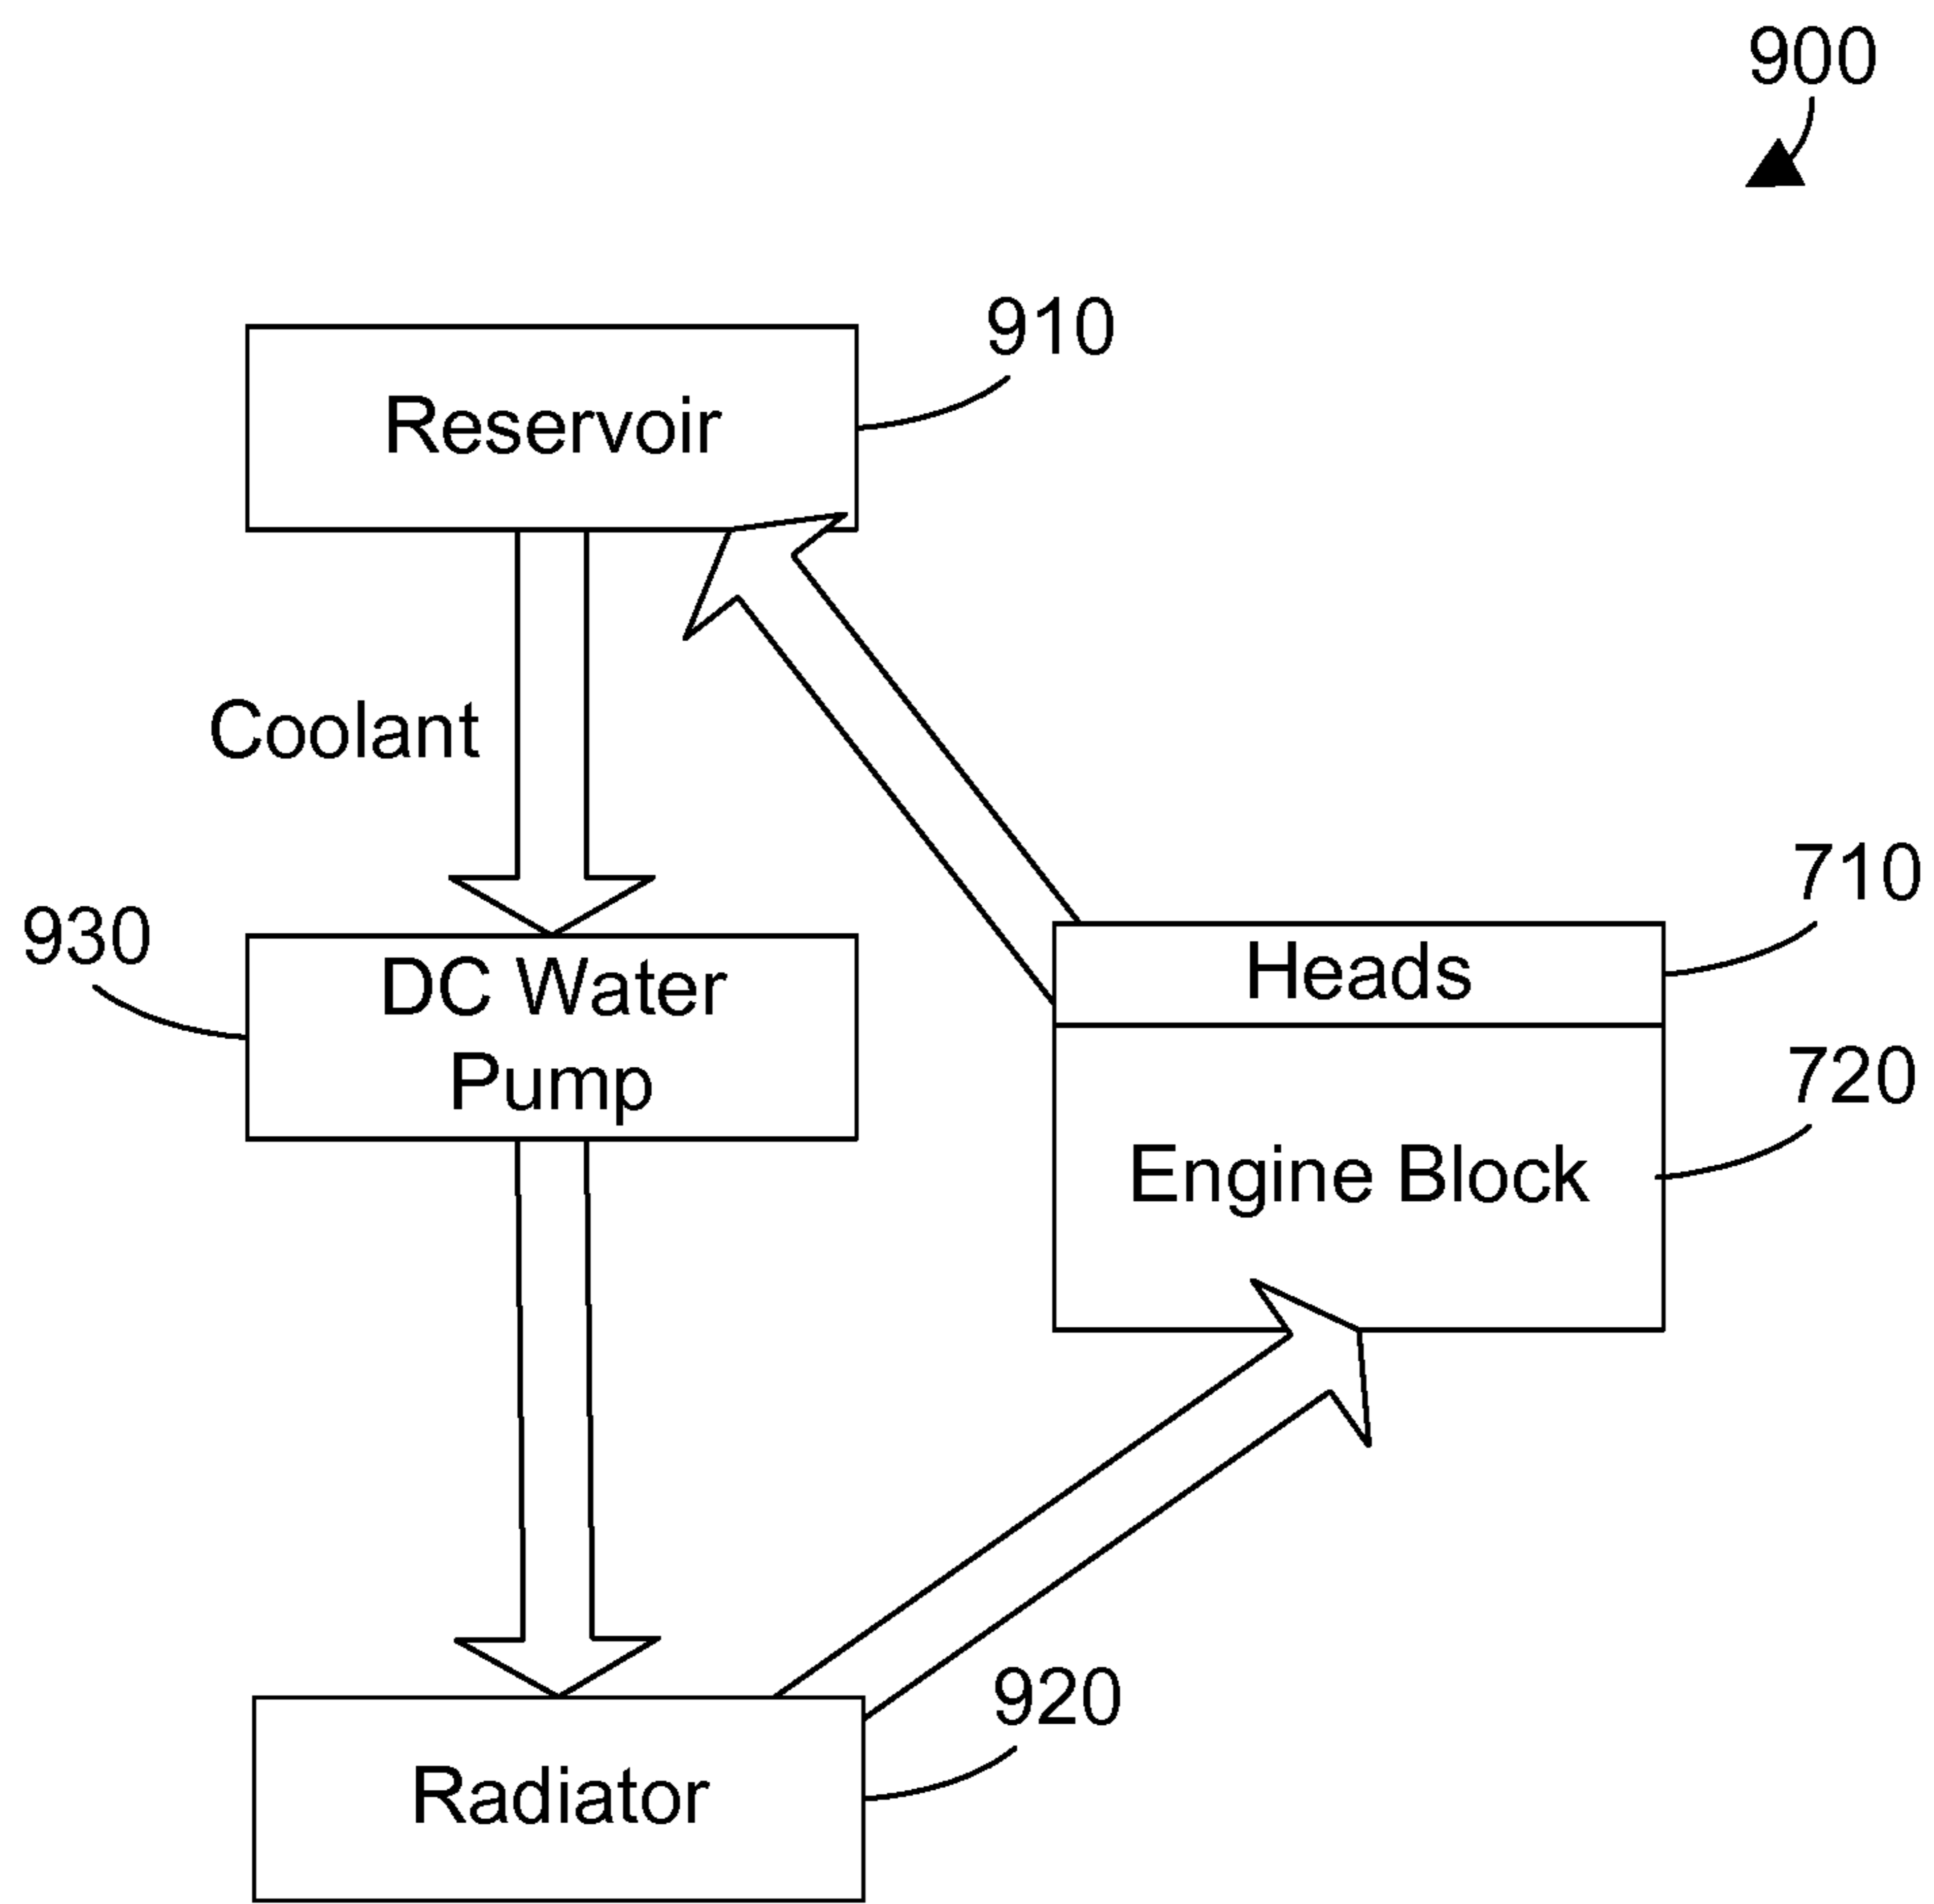 900
910
Reservoir
Coolant
710
930
DC Water
Pump
Heads
720
Engine Block
920
Radiator